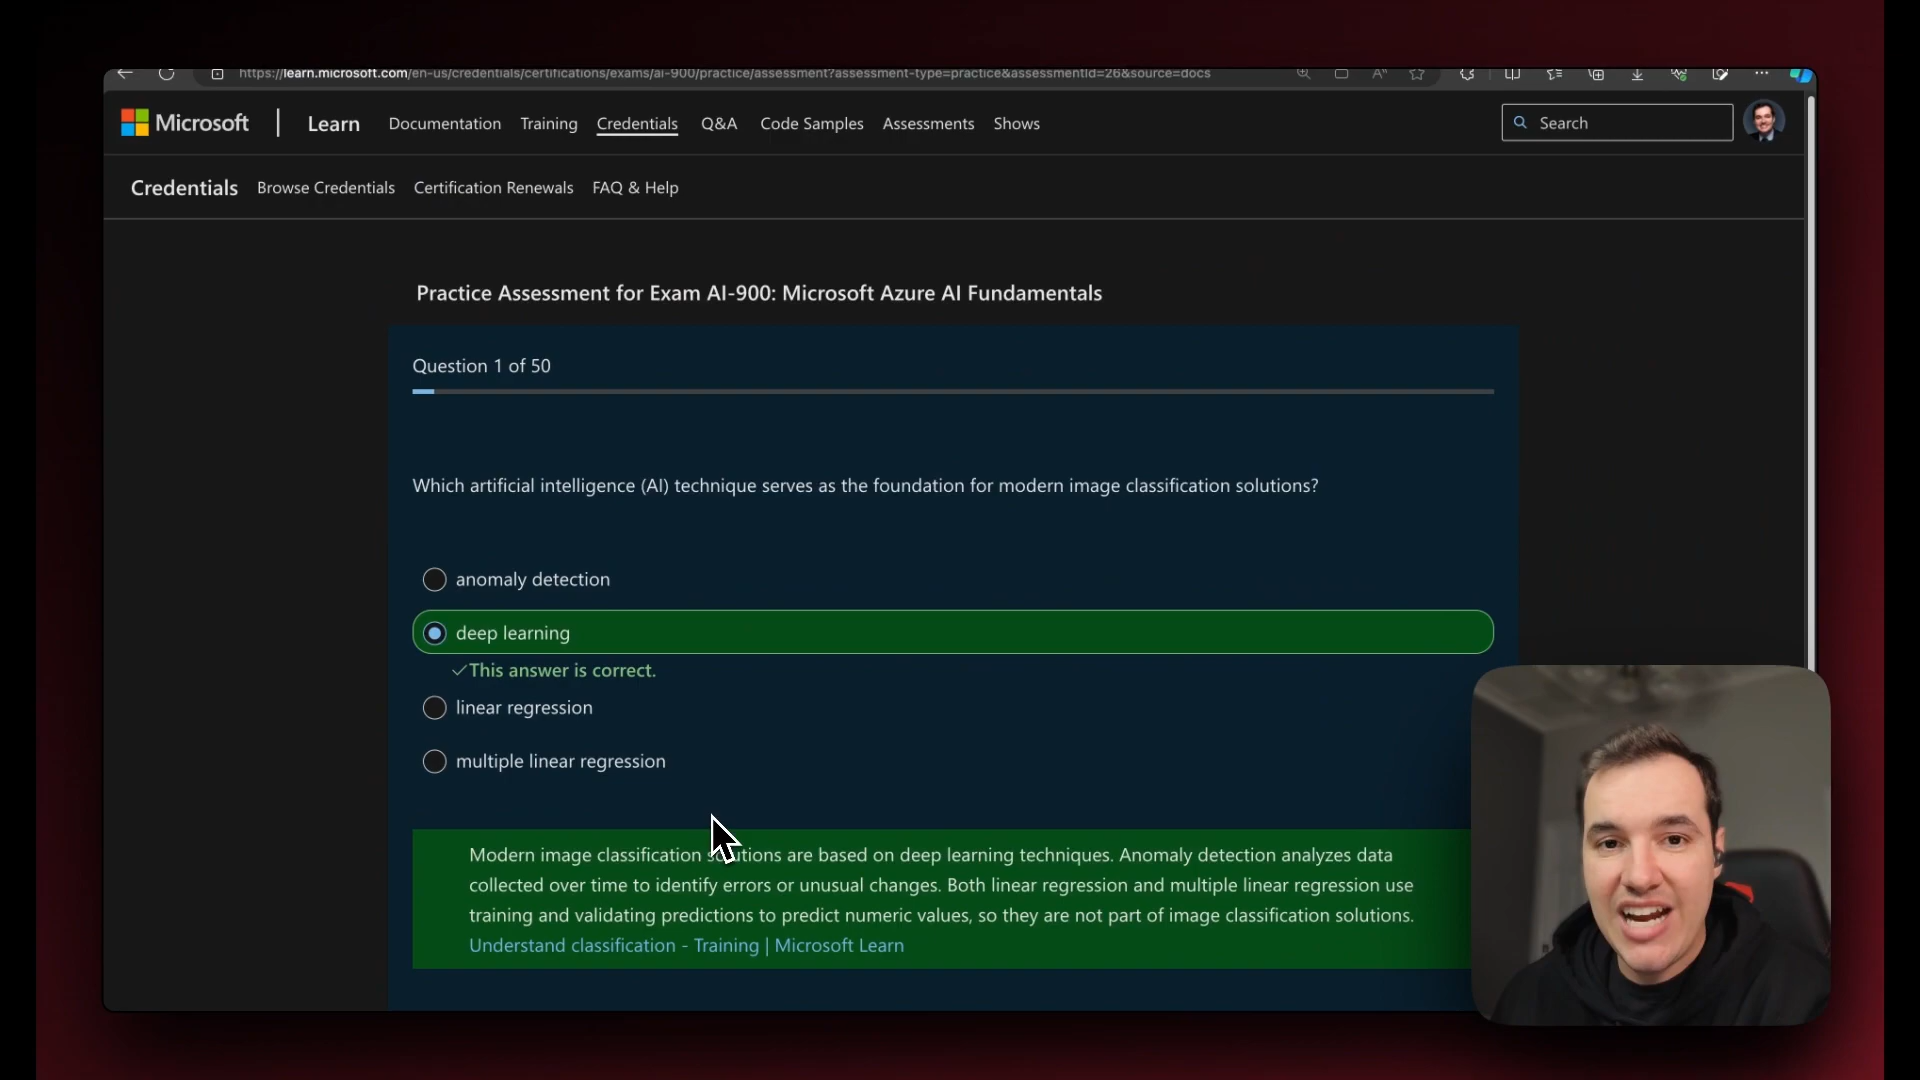 https://learn.microsoft.com/en-us/credentials/certifications/exams/ai-900/practice/assessment?assessment-type=practice&assessmentId=26&source=docs
Microsoft | Learn Documentation Training Credentials Q&A Code Samples Assessments Shows Search
Credentials Browse Credentials Certification Renewals FAQ & Help
Practice Assessment for Exam AI-900: Microsoft Azure AI Fundamentals
Question 1 of 50
Which artificial intelligence (AI) technique serves as the foundation for modern image classification solutions?
anomaly detection
deep learning
This answer is correct.
linear regression
multiple linear regression
Modern image classification solutions are based on deep learning techniques. Anomaly detection analyzes data
collected over time to identify errors or unusual changes. Both linear regression and multiple linear regression use
training and validating predictions to predict numeric values, so they are not part of image classification solutions.
Understand classification - Training | Microsoft Learn